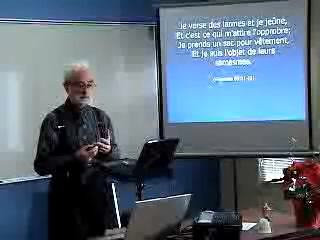 Je verse des larmes et je jeûne,
Et c'est ce qui m'attire l'opprobre;
Je prends un sac pour vêtement,
Et je suis l'objet de leurs
sarcasmes.